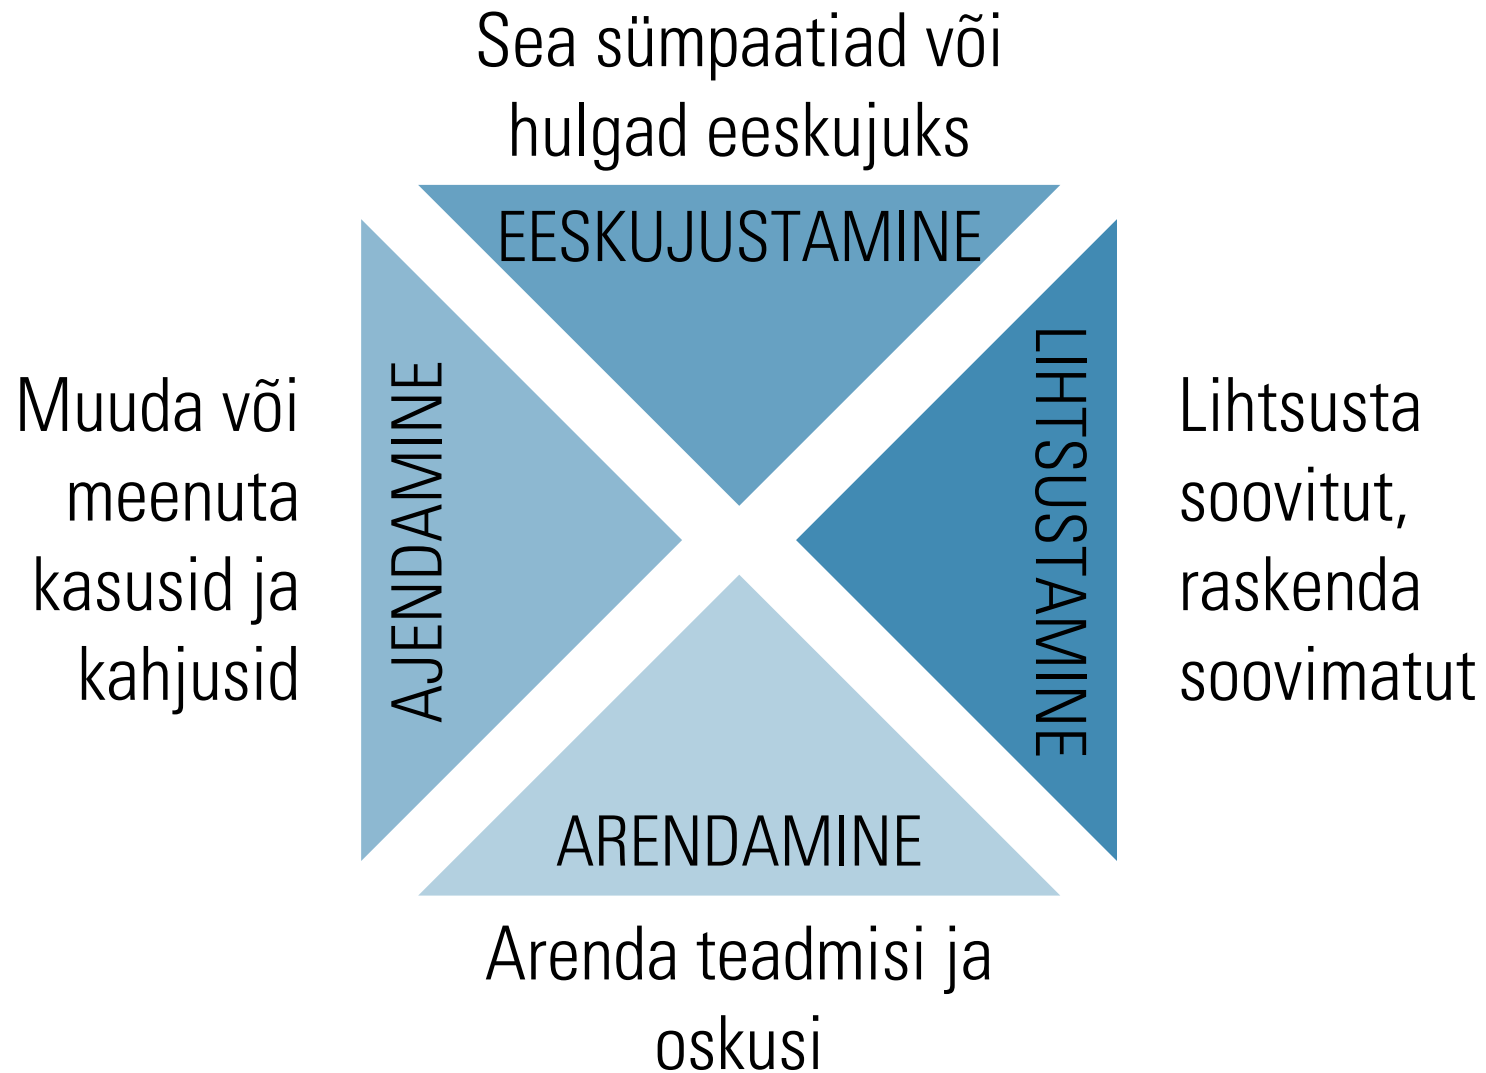 Sea sümpaatiad või
hulgad eeskujuks
EESKUJUSTAMINE
Muuda või
meenuta
kasusid ja
kahjusid
AJENDAMINE
LIHTSUSTAMINE
Lihtsusta
soovitut,
raskenda
soovimatut
ARENDAMINE
Arenda teadmisi ja
oskusi